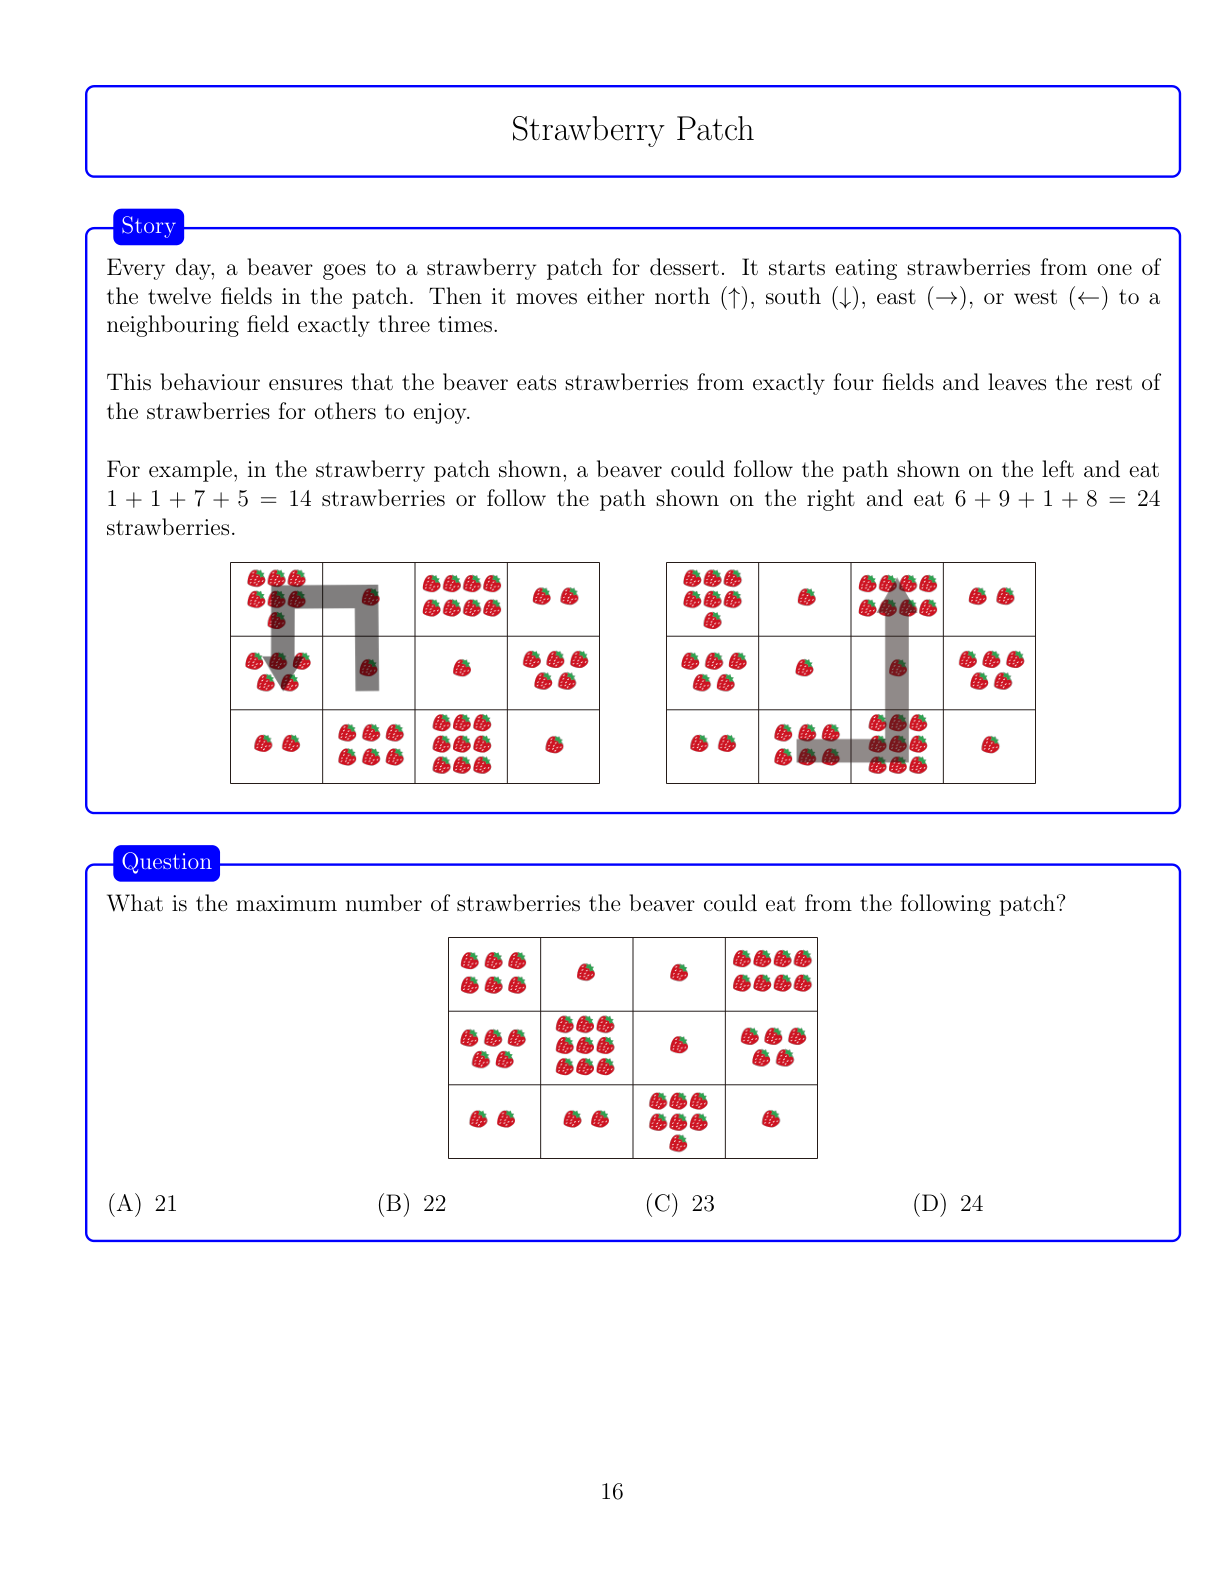 Strawberry Patch
Story
Every day, a beaver goes to a strawberry patch for dessert. It starts eating strawberries from one of
the twelve fields in the patch. Then it moves either north (↑), south (↓), east (→), or west (←) to a
neighbouring field exactly three times.
This behaviour ensures that the beaver eats strawberries from exactly four fields and leaves the rest of
the strawberries for others to enjoy.
For example, in the strawberry patch shown, a beaver could follow the path shown on the left and eat
1 + 1 + 7 + 5 = 14 strawberries or follow the path shown on the right and eat 6 + 9 + 1 + 8 = 24
strawberries.
Question
What is the maximum number of strawberries the beaver could eat from the following patch?
(A) 21 (B) 22 (C) 23 (D) 24
16